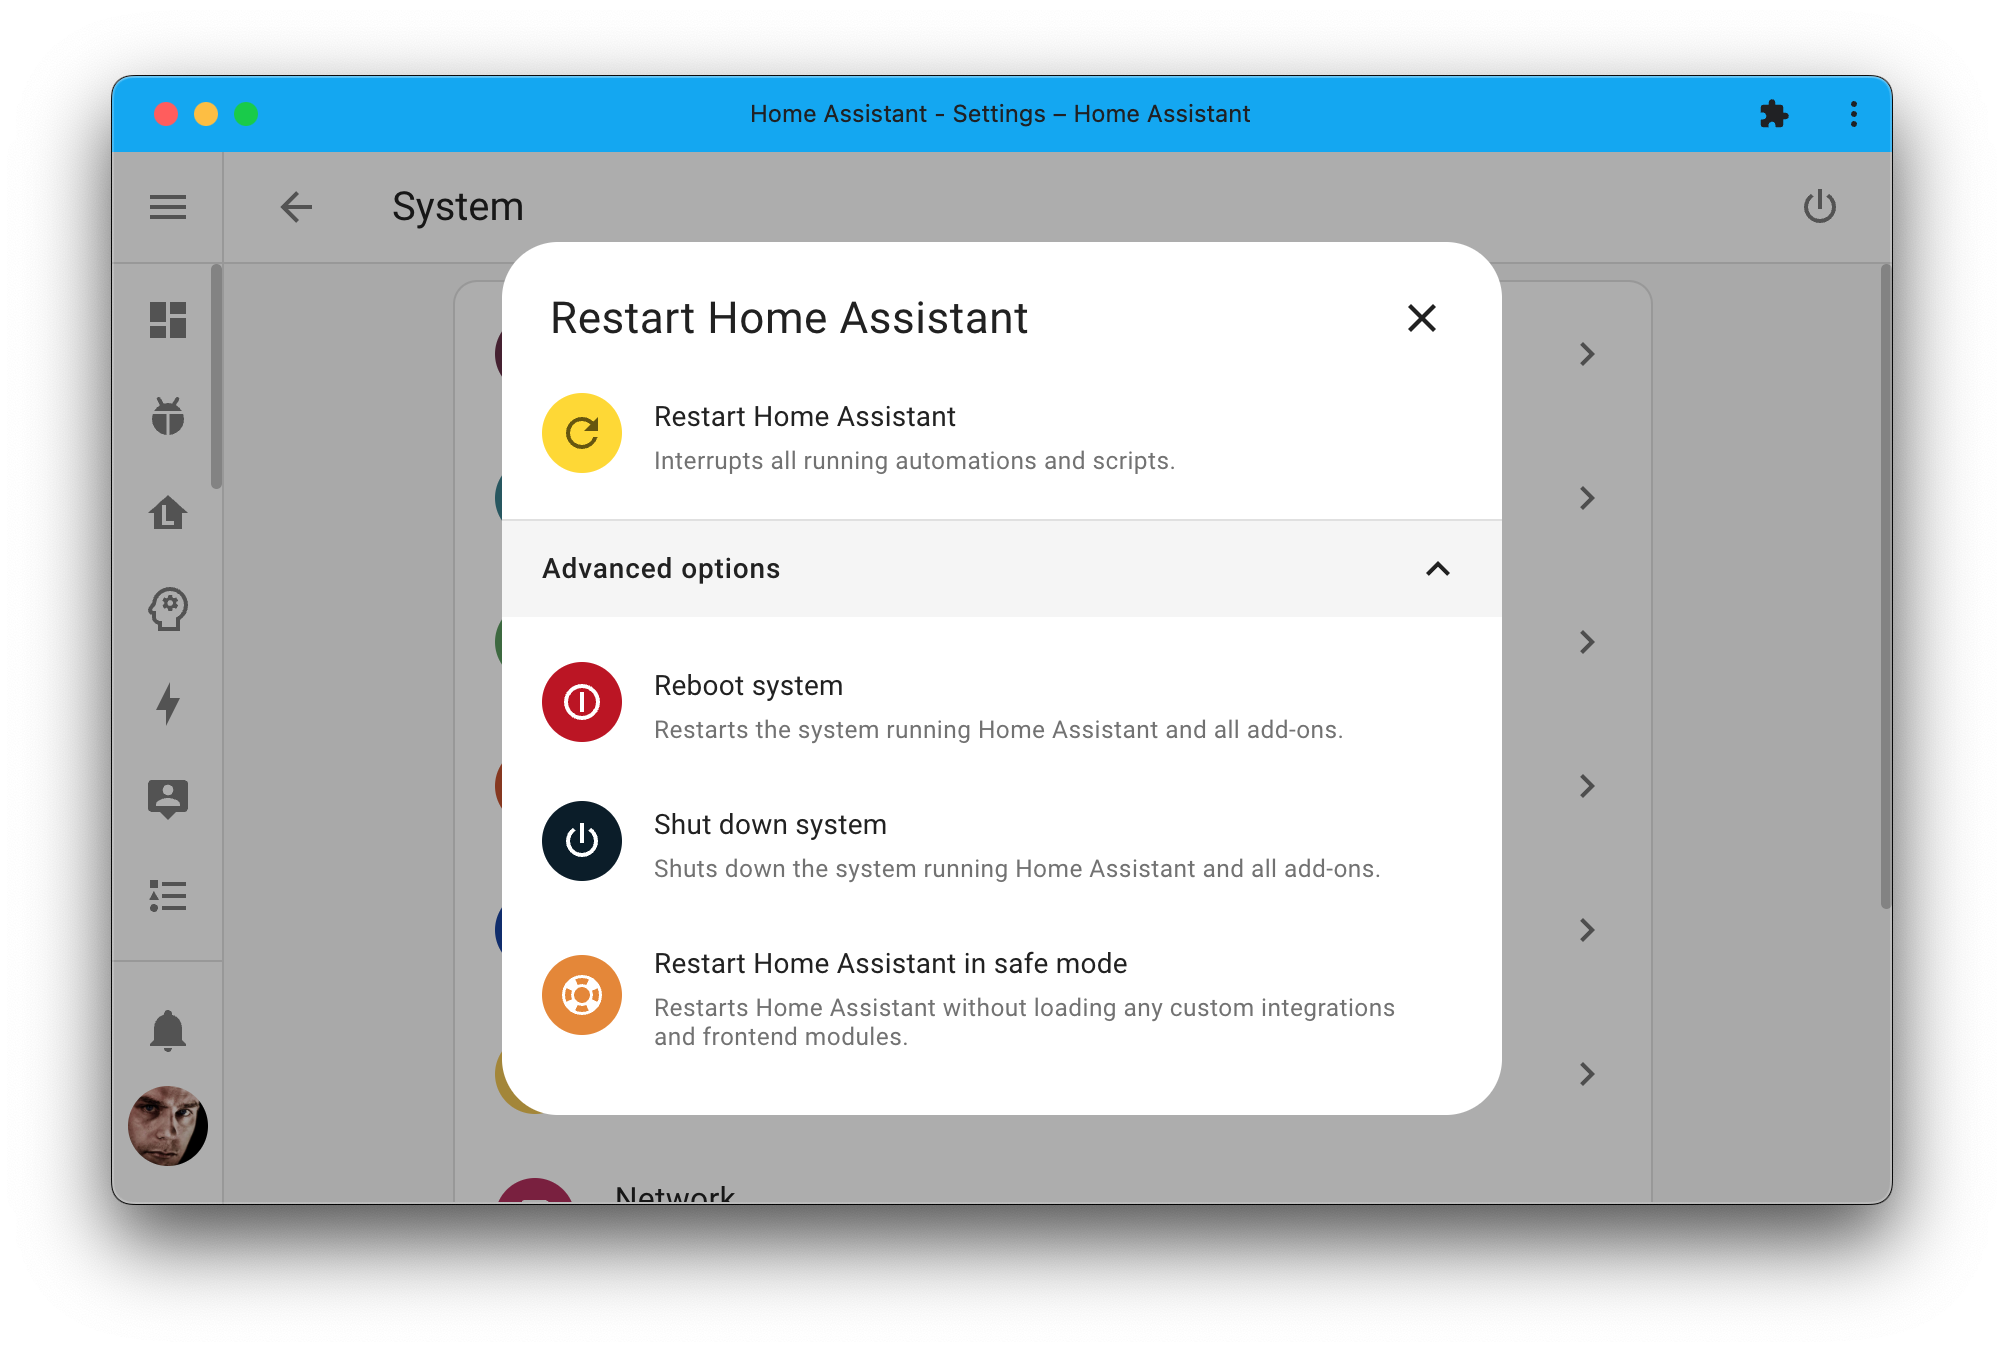 Home Assistant - Settings – Home Assistant
System
Restart Home Assistant
Restart Home Assistant
Interrupts all running automations and scripts.
Advanced options
Reboot system
Restarts the system running Home Assistant and all add-ons.
Shut down system
Shuts down the system running Home Assistant and all add-ons.
Restart Home Assistant in safe mode
Restarts Home Assistant without loading any custom integrations
and frontend modules.
Network